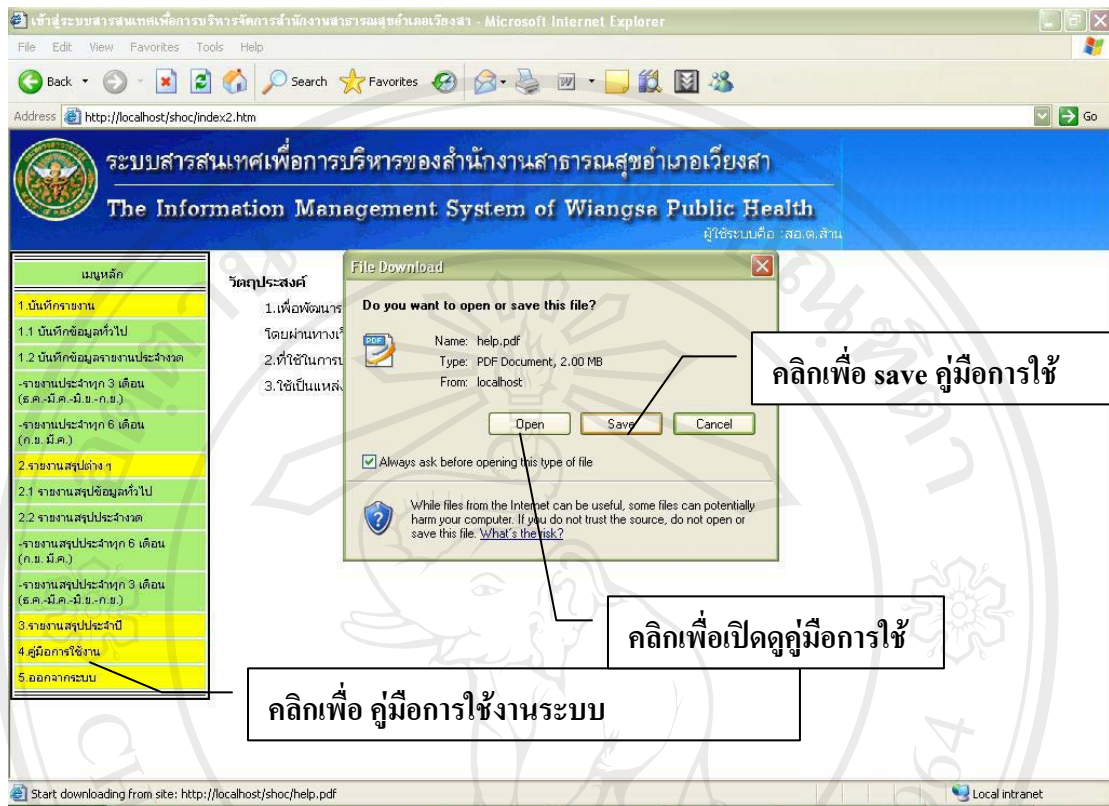 เข้าสู่ระบบสารสนเทศเพื่อการบริหารจัดการสำนักงานสาธารณสุขอำเภอเวียงสา - Microsoft Internet Explorer
File Edit View Favorites Tools Help
Back Search Favorites
Address http://localhost/shoc/index2.htm Go
ระบบสารสนเทศเพื่อการบริหารของสำนักงานสาธารณสุขอำเภอเวียงสา
The Information Management System of Wiangsa Public Health
ผู้ใช้ระบบคือ :สอ.ต.ส้าน
เมนูหลัก
1.บันทึกรายงาน
1.1 บันทึกข้อมูลทั่วไป
1.2 บันทึกข้อมูลรายงานประจำงวด
-รายงานประจำทุก 3 เดือน
(ธ.ค.-มี.ค.-มิ.ย.-ก.ย.)
-รายงานประจำทุก 6 เดือน
(ก.ย. มี.ค.)
2.รายงานสรุปต่าง ๆ
2.1 รายงานสรุปข้อมูลทั่วไป
2.2 รายงานสรุปประจำงวด
-รายงานสรุปประจำทุก 6 เดือน
(ก.ย. มี.ค.)
-รายงานสรุปประจำทุก 3 เดือน
(ธ.ค.-มี.ค.-มิ.ย.-ก.ย.)
3.รายงานสรุปประจำปี
4.คู่มือการใช้งาน
5.ออกจากระบบ
วัตถุประสงค์
1.เพื่อพัฒนาร
โดยผ่านทางเว็
2.ที่ใช้ในการบ
3.ใช้เป็นแหล่ง
File Download
Do you want to open or save this file?
Name: help.pdf
Type: PDF Document, 2.00 MB
From: localhost
Open Save Cancel
Always ask before opening this type of file
While files from the Internet can be useful, some files can potentially
harm your computer. If you do not trust the source, do not open or
save this file. What's the risk?
คลิกเพื่อ save คู่มือการใช้
คลิกเพื่อเปิดดูคู่มือการใช้
คลิกเพื่อ คู่มือการใช้งานระบบ
Start downloading from site: http://localhost/shoc/help.pdf
Local intranet